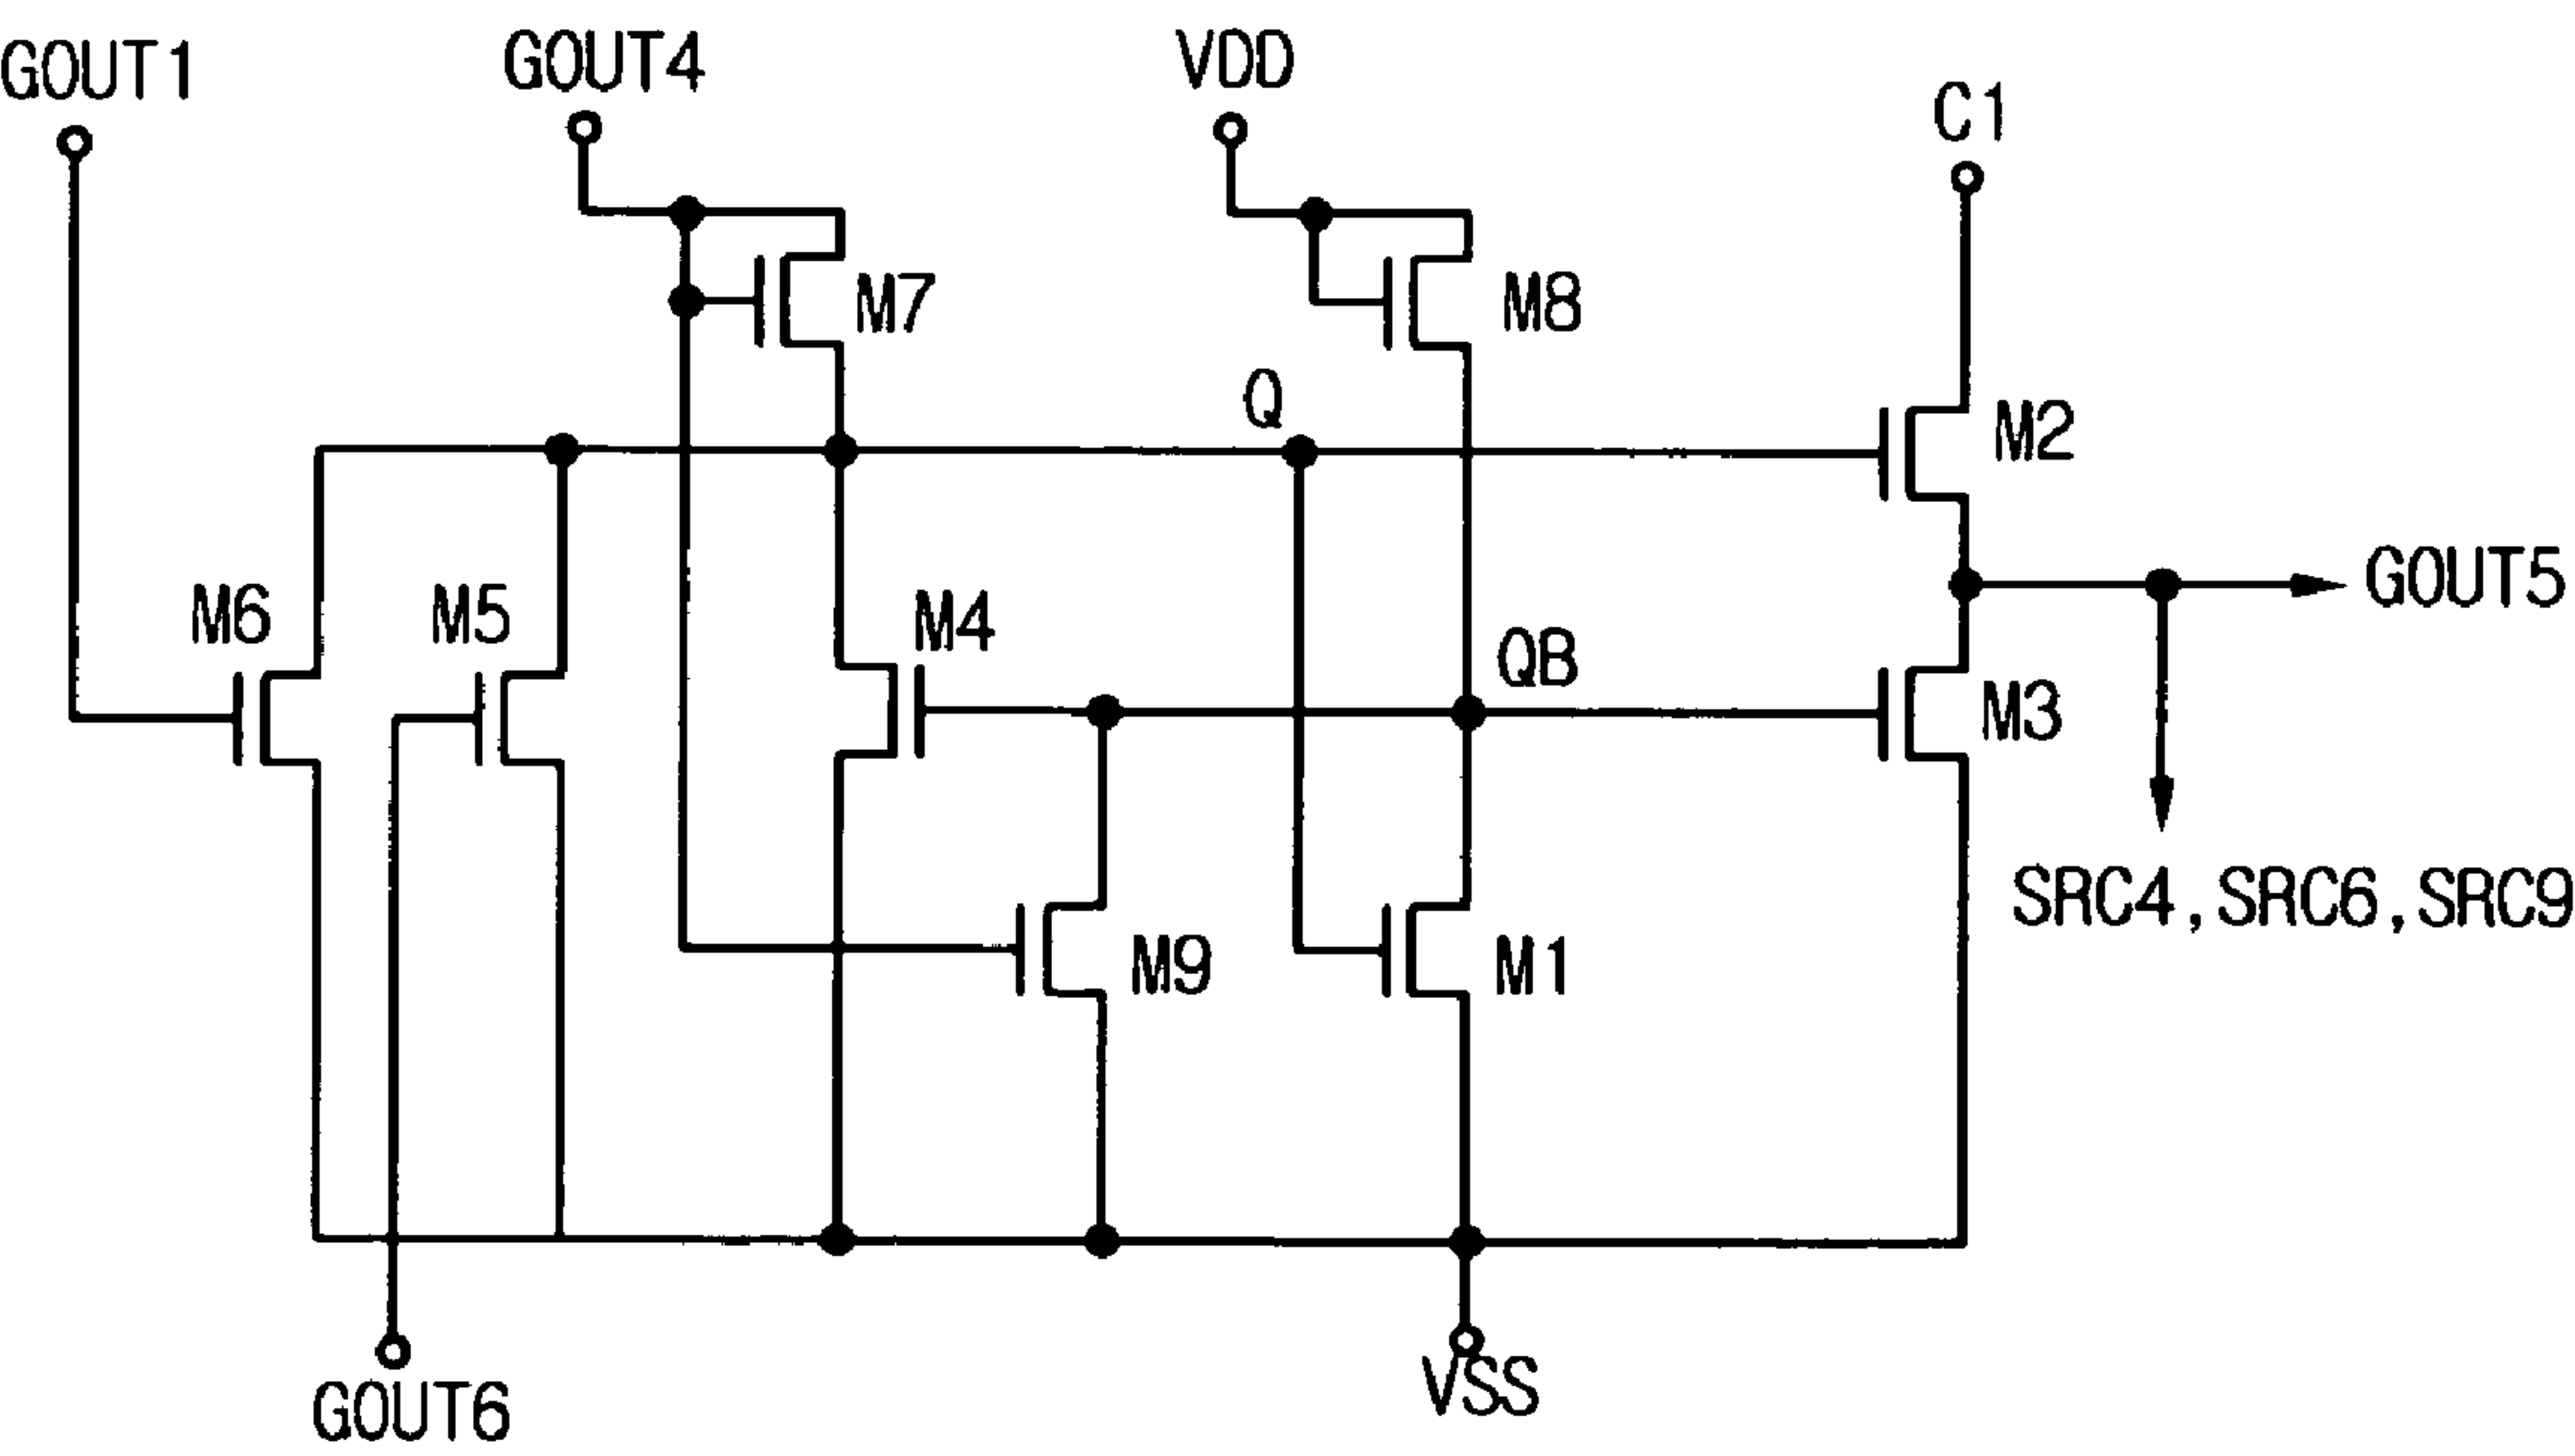 GOUT1
GOUT4
VDD
C1
M7
M8
Q
M2
GOUT5
M6
M5
M4
QB
M3
SRC4,SRC6,SRC9
M9
M1
VSS
GOUT6